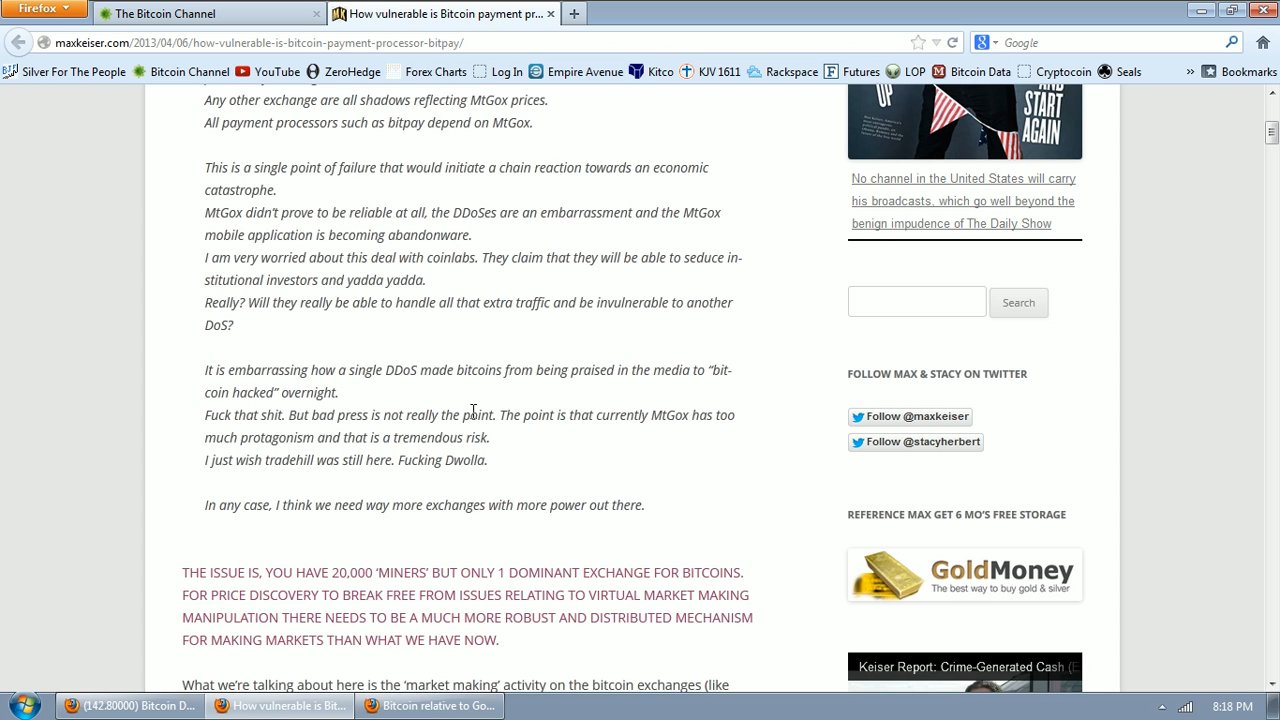 Firefox
The Bitcoin Channel
How vulnerable is Bitcoin payment pr...
maxkeiser.com/2013/04/06/how-vulnerable-is-bitcoin-payment-processor-bitpay/
Google
Silver For The People
Bitcoin Channel
YouTube
ZeroHedge
Forex Charts
Log In
Empire Avenue
Kitco
KJV 1611
Rackspace
Futures
LOP
Bitcoin Data
Cryptocoin
Seals
»
Bookmarks
Any other exchange are all shadows reflecting MtGox prices.
All payment processors such as bitpay depend on MtGox.
This is a single point of failure that would initiate a chain reaction towards an economic
catastrophe.
MtGox didn't prove to be reliable at all, the DDoSes are an embarrassment and the MtGox
mobile application is becoming abandonware.
I am very worried about this deal with coinlabs. They claim that they will be able to seduce in-
stitutional investors and yadda yadda.
Really? Will they really be able to handle all that extra traffic and be invulnerable to another
DoS?
It is embarrassing how a single DDoS made bitcoins from being praised in the media to “bit-
coin hacked” overnight.
Fuck that shit. But bad press is not really the point. The point is that currently MtGox has too
much protagonism and that is a tremendous risk.
I just wish tradehill was still here. Fucking Dwolla.
In any case, I think we need way more exchanges with more power out there.
THE ISSUE IS, YOU HAVE 20,000 ‘MINERS’ BUT ONLY 1 DOMINANT EXCHANGE FOR BITCOINS.
FOR PRICE DISCOVERY TO BREAK FREE FROM ISSUES RELATING TO VIRTUAL MARKET MAKING
MANIPULATION THERE NEEDS TO BE A MUCH MORE ROBUST AND DISTRIBUTED MECHANISM
FOR MAKING MARKETS THAN WHAT WE HAVE NOW.
What we're talking about here is the ‘market making’ activity on the bitcoin exchanges (like
UP
AND
START
AGAIN
No channel in the United States will carry
his broadcasts, which go well beyond the
benign impudence of The Daily Show
Search
FOLLOW MAX & STACY ON TWITTER
Follow @maxkeiser
Follow @stacyherbert
REFERENCE MAX GET 6 MO'S FREE STORAGE
GoldMoney
The best way to buy gold & silver
Keiser Report: Crime-Generated Cash (E
(142.80000) Bitcoin D...
How vulnerable is Bit...
Bitcoin relative to Go...
8:18 PM